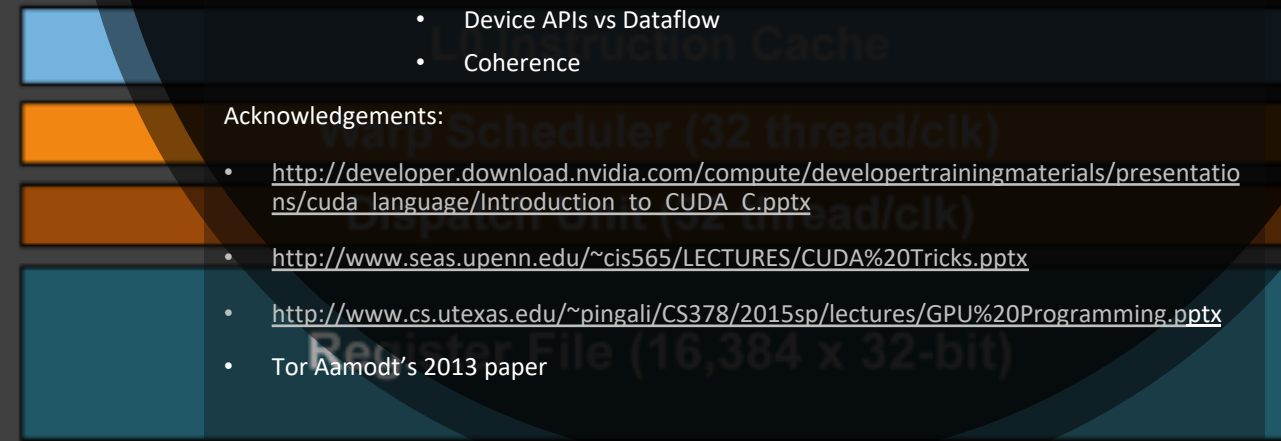 • Device APIs vs Dataflow
L0 Instruction Cache
• Coherence
Acknowledgements:
Warp Scheduler (32 thread/clk)
• http://developer.download.nvidia.com/compute/developertrainingmaterials/presentatio
ns/cuda_language/Introduction_to_CUDA_C.pptx
Dispatch Unit (32 thread/clk)
• http://www.seas.upenn.edu/~cis565/LECTURES/CUDA%20Tricks.pptx
• http://www.cs.utexas.edu/~pingali/CS378/2015sp/lectures/GPU%20Programming.pptx
Register File (16,384 x 32-bit)
• Tor Aamodt’s 2013 paper